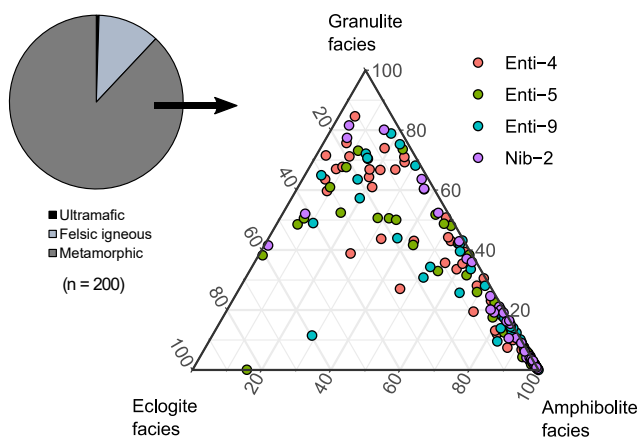 Granulite
facies
Enti−4
Enti−5
Enti−9
Nib−2
Ultramafic
Felsic igneous
Metamorphic
(n = 200)
100
80
60
40
20
20
40
60
80
100
20
40
60
80
100
Eclogite
facies
Amphibolite
facies